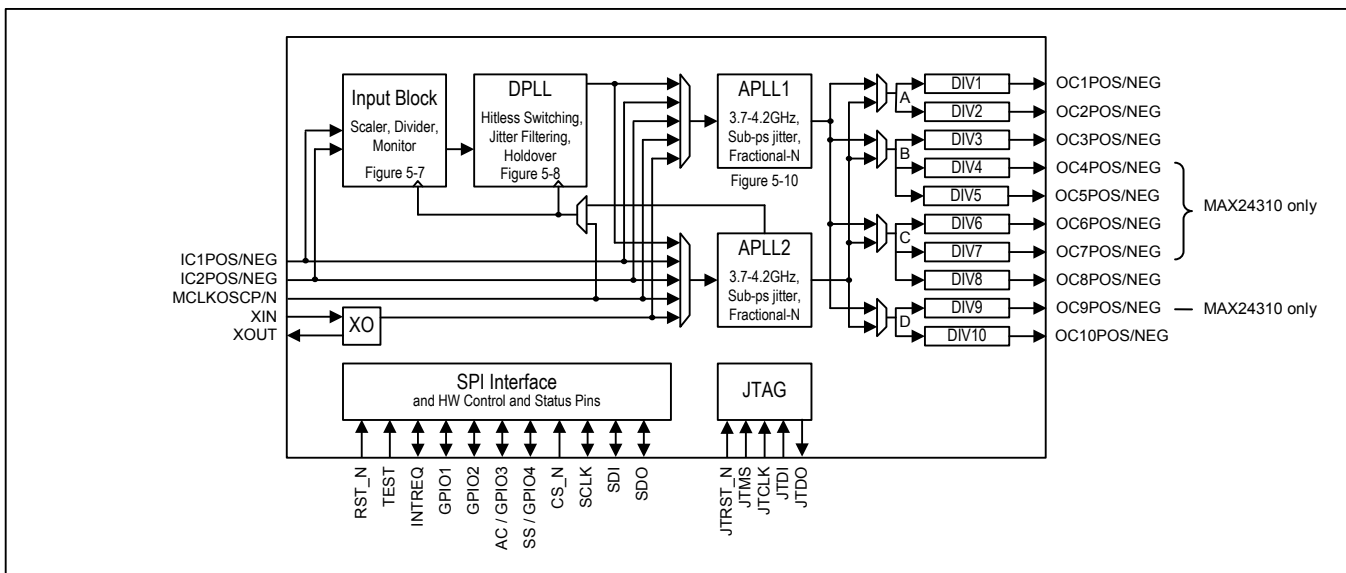 Input Block
Scaler, Divider,
Monitor
Figure 5-7
DPLL
Hitless Switching,
Jitter Filtering,
Holdover
Figure 5-8
APLL1
3.7-4.2GHz,
Sub-ps jitter,
Fractional-N
Figure 5-10
APLL2
3.7-4.2GHz,
Sub-ps jitter,
Fractional-N
A
B
C
D
DIV1
DIV2
DIV3
DIV4
DIV5
DIV6
DIV7
DIV8
DIV9
DIV10
OC1POS/NEG
OC2POS/NEG
OC3POS/NEG
OC4POS/NEG
OC5POS/NEG
OC6POS/NEG
OC7POS/NEG
OC8POS/NEG
OC9POS/NEG
OC10POS/NEG
MAX24310 only
MAX24310 only
IC1POS/NEG
IC2POS/NEG
MCLKOSCP/N
XIN
XOUT
XO
SPI Interface
and HW Control and Status Pins
JTAG
RST_N
TEST
INTREQ
GPIO1
GPIO2
AC / GPIO3
SS / GPIO4
CS_N
SCLK
SDI
SDO
JTRST_N
JTMS
JTCLK
JTDI
JTDO